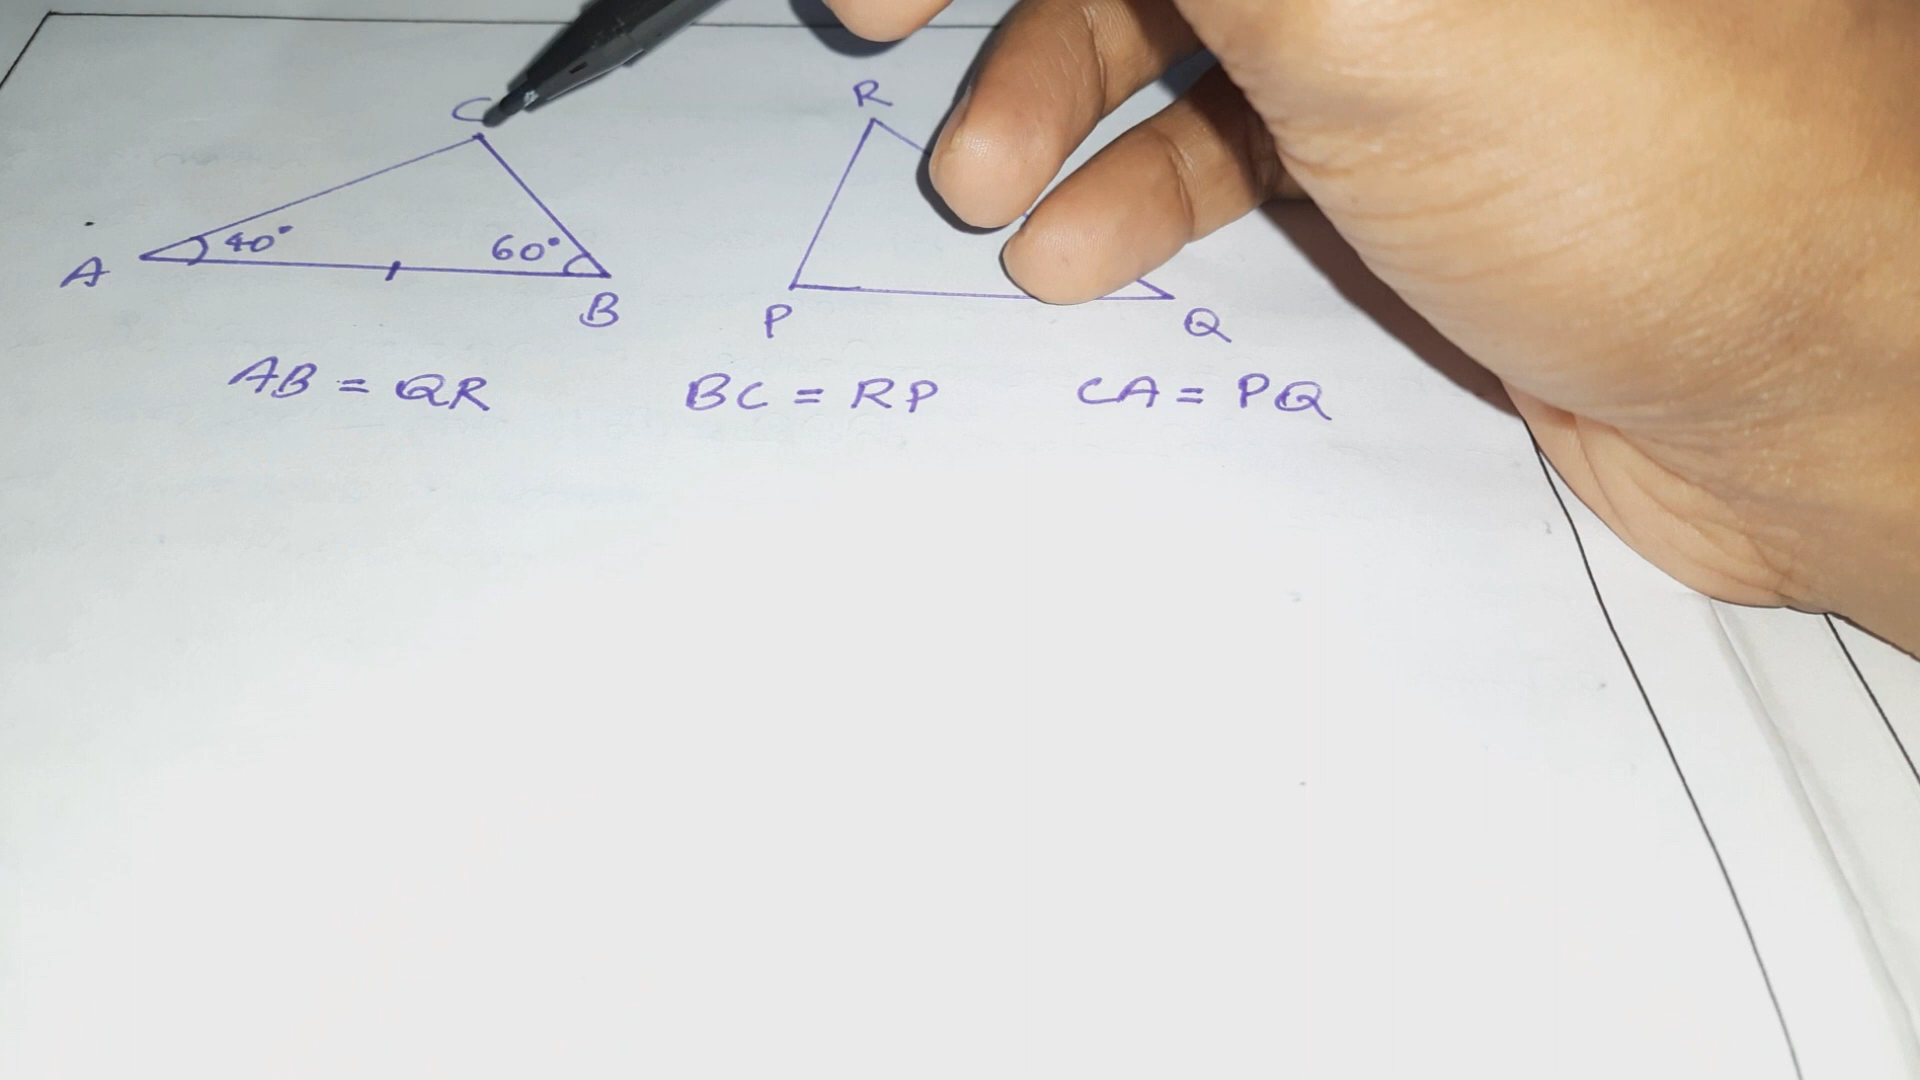 C R
40° 60°
A B P Q
AB = QR BC = RP CA = PQ